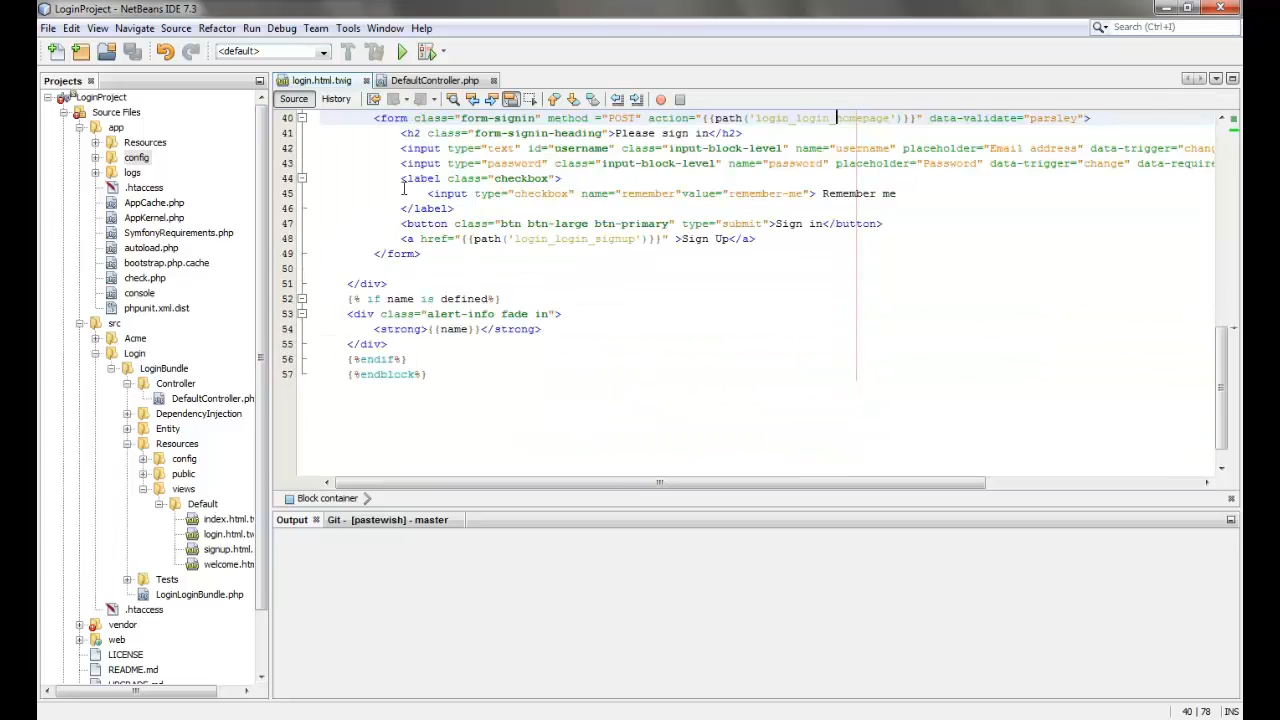 LoginProject - NetBeans IDE 7.3
File Edit View Navigate Source Refactor Run Debug Team Tools Window Help
Search (Ctrl+I)
<default>
Projects
login.html.twig
DefaultController.php
Source History
LoginProject
Source Files
app
Resources
config
logs
.htaccess
AppCache.php
AppKernel.php
SymfonyRequirements.php
autoload.php
bootstrap.php.cache
check.php
console
phpunit.xml.dist
src
Acme
Login
LoginBundle
Controller
DefaultController.ph
DependencyInjection
Entity
Resources
config
public
views
Default
index.html.tv
login.html.tv
signup.html.
welcome.htm
Tests
LoginLoginBundle.php
.htaccess
vendor
web
LICENSE
README.md
40 <form class="form-signin" method ="POST" action="{{path('login_login_homepage')}}" data-validate="parsley">
41 <h2 class="form-signin-heading">Please sign in</h2>
42 <input type="text" id="username" class="input-block-level" name="username" placeholder="Email address" data-trigger="chang
43 <input type="password" class="input-block-level" name="password" placeholder="Password" data-trigger="change" data-require
44 <label class="checkbox">
45 <input type="checkbox" name="remember"value="remember-me"> Remember me
46 </label>
47 <button class="btn btn-large btn-primary" type="submit">Sign in</button>
48 <a href="{{path('login_login_signup')}}" >Sign Up</a>
49 </form>
50
51 </div>
52 {% if name is defined%}
53 <div class="alert-info fade in">
54 <strong>{{name}}</strong>
55 </div>
56 {%endif%}
57 {%endblock%}
Block container
Output Git - [pastewish] - master
40 | 78 INS